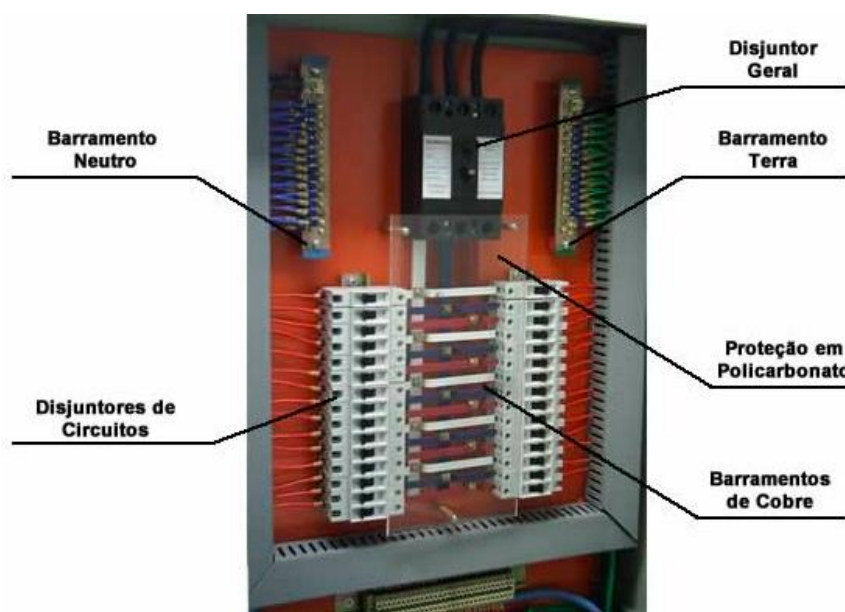 Disjuntor
Geral
Barramento
Neutro
Barramento
Terra
Proteção em
Policarbonato
Disjuntores de
Circuitos
Barramentos
de Cobre